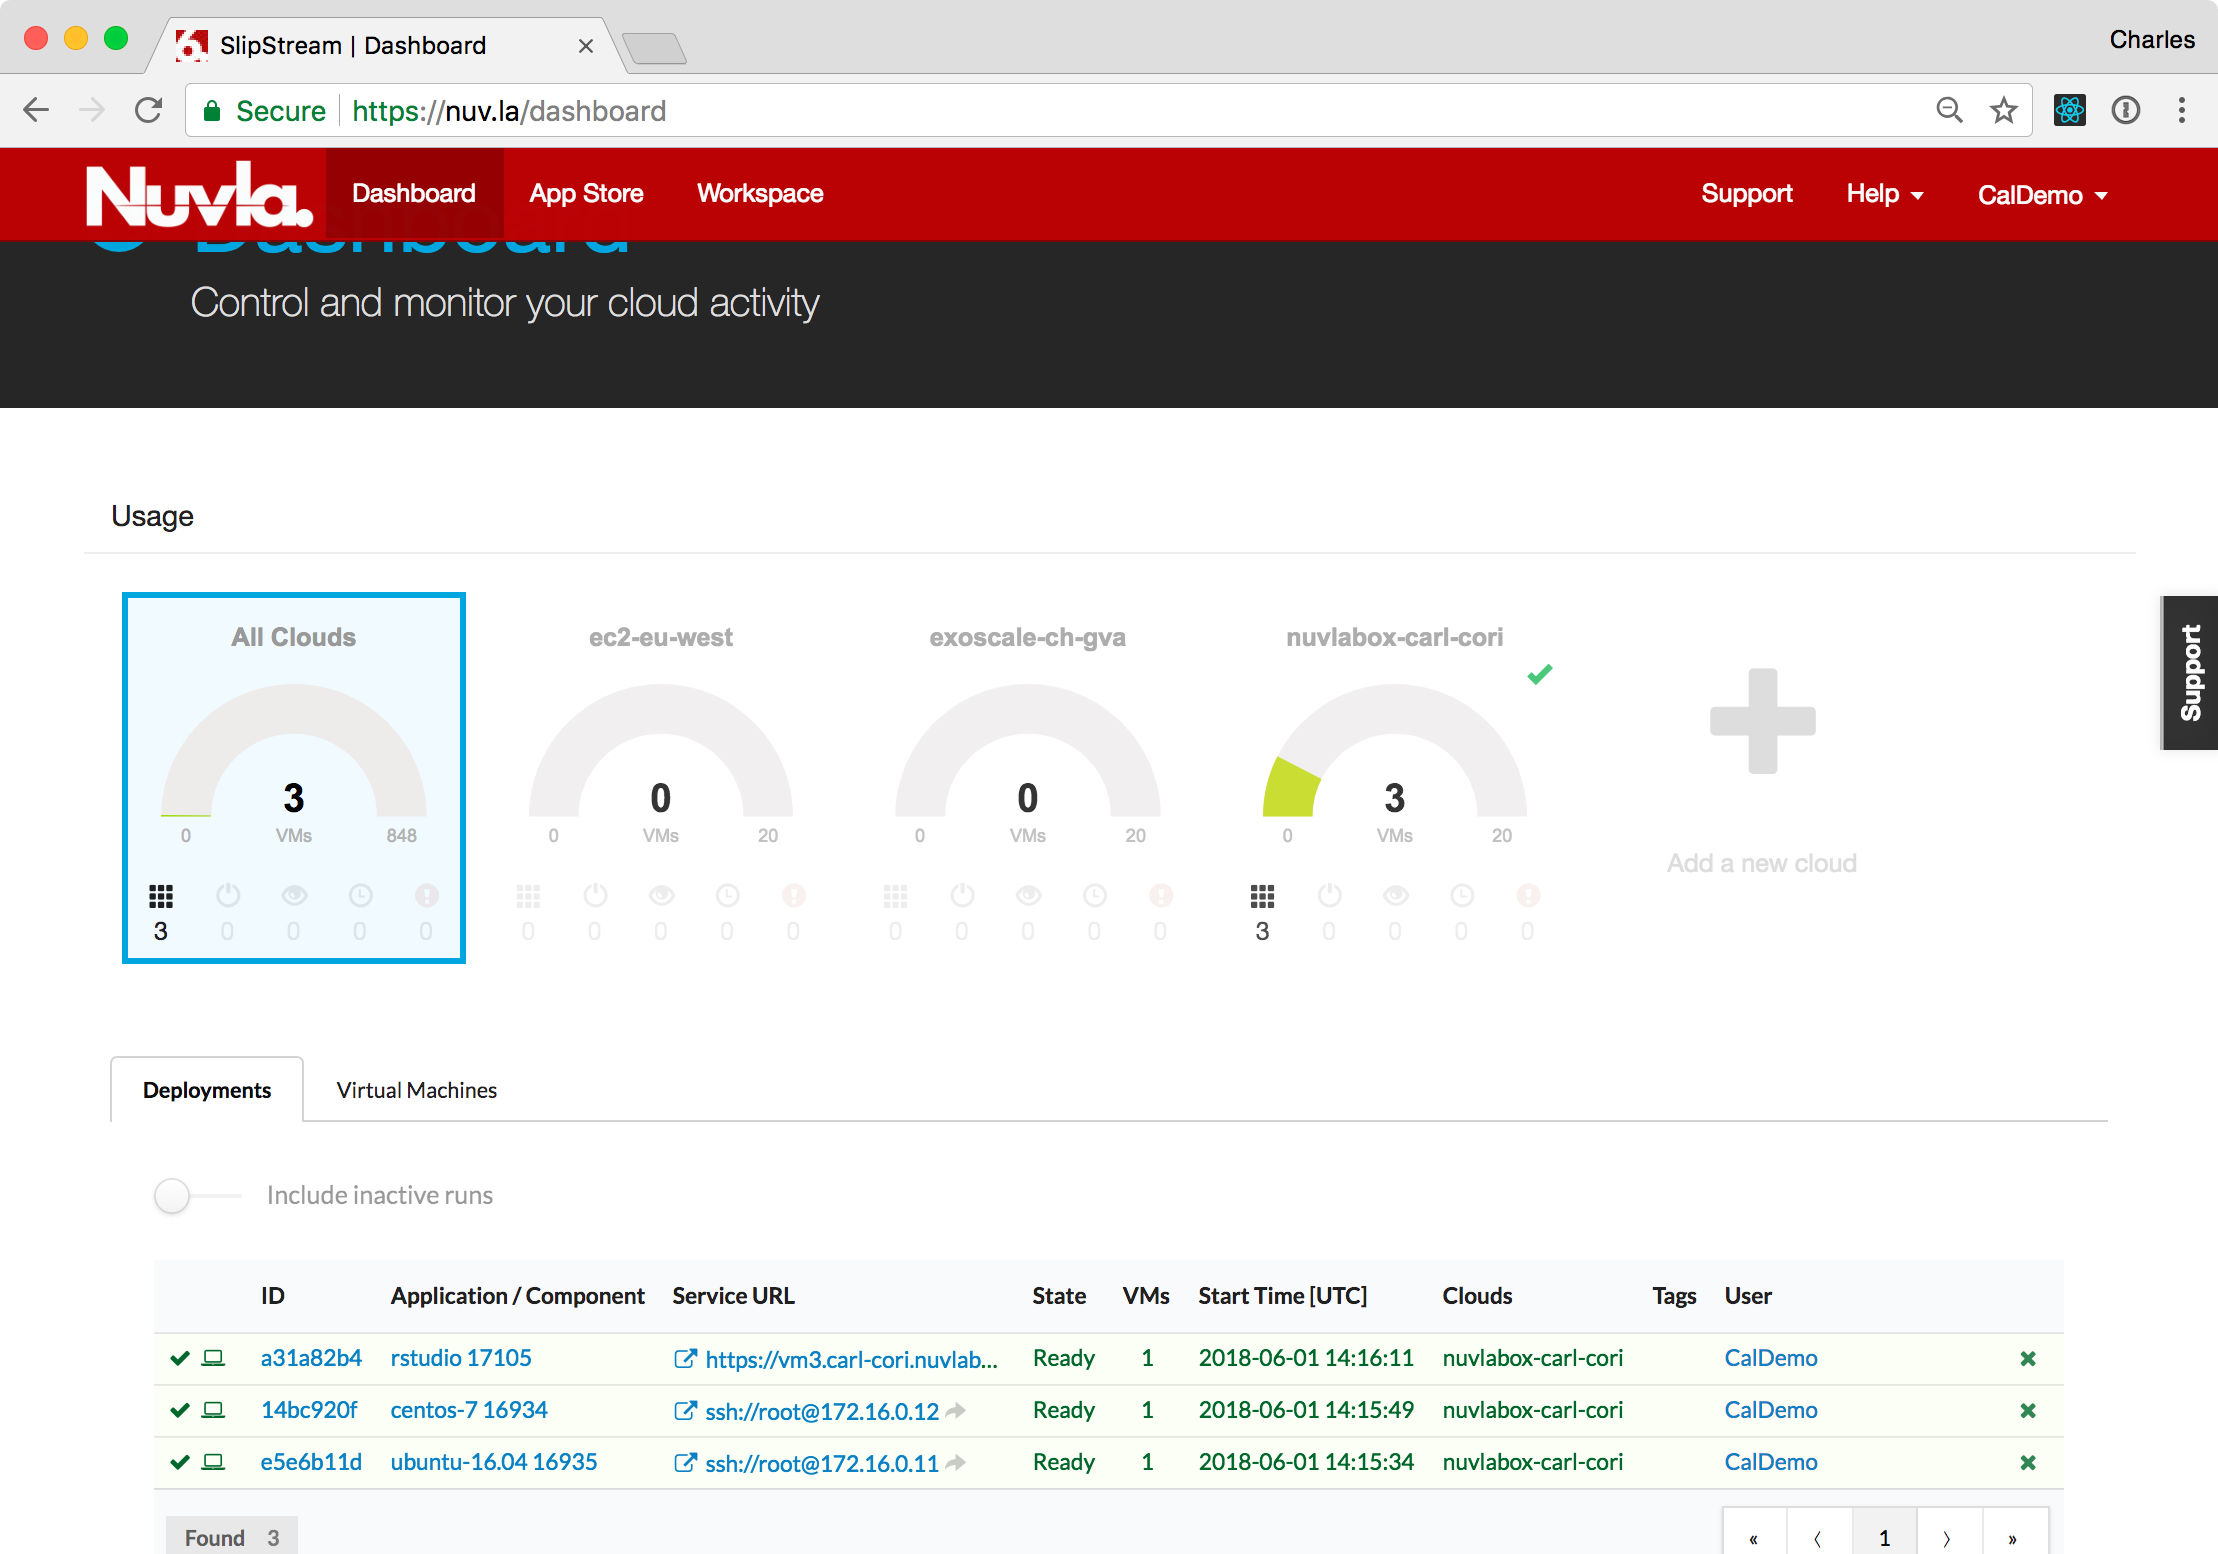 SlipStream | Dashboard
Charles
Secure
https://nuv.la/dashboard
Nuvla.
Dashboard
App Store
Workspace
Support
Help
CalDemo
Dashboard
Control and monitor your cloud activity
Usage
All Clouds
3
0 VMs 848
3 0 0 0 0
ec2-eu-west
0
0 VMs 20
0 0 0 0 0
exoscale-ch-gva
0
0 VMs 20
0 0 0 0 0
nuvlabox-carl-cori
3
0 VMs 20
3 0 0 0 0
Add a new cloud
Support
Deployments
Virtual Machines
Include inactive runs
ID Application / Component Service URL State VMs Start Time [UTC] Clouds Tags User
a31a82b4 rstudio 17105 https://vm3.carl-cori.nuvlab... Ready 1 2018-06-01 14:16:11 nuvlabox-carl-cori CalDemo
14bc920f centos-7 16934 ssh://root@172.16.0.12 Ready 1 2018-06-01 14:15:49 nuvlabox-carl-cori CalDemo
e5e6b11d ubuntu-16.04 16935 ssh://root@172.16.0.11 Ready 1 2018-06-01 14:15:34 nuvlabox-carl-cori CalDemo
Found 3
« 〈 1 〉 »